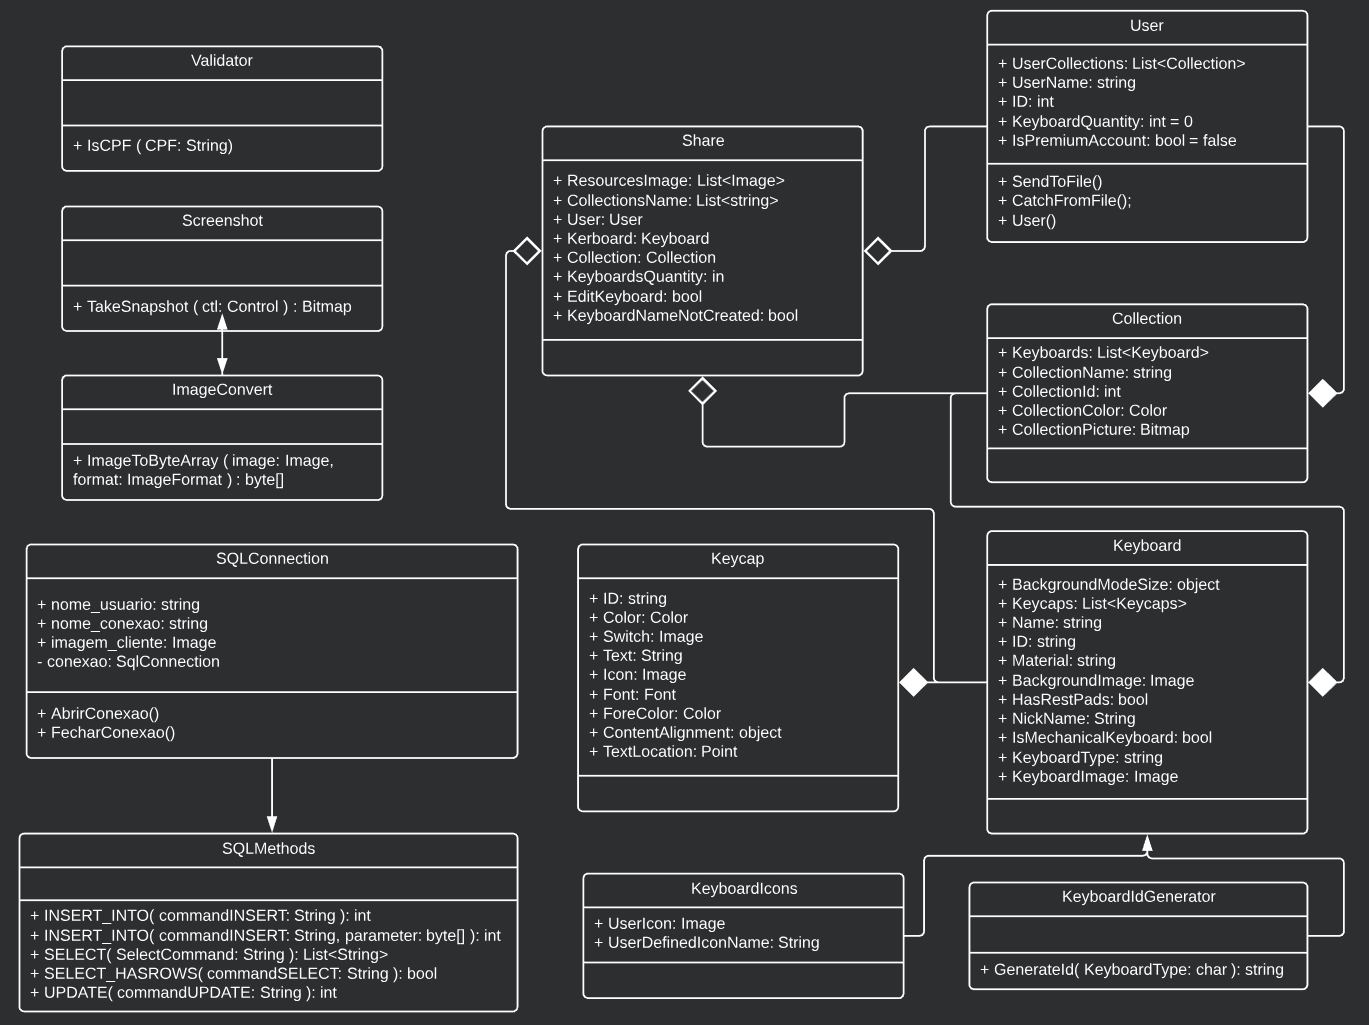 Validator
+ IsCPF ( CPF: String)
Screenshot
+ TakeSnapshot ( ctl: Control ) : Bitmap
ImageConvert
+ ImageToByteArray ( image: Image,
format: ImageFormat ) : byte[]
SQLConnection
+ nome_usuario: string
+ nome_conexao: string
+ imagem_cliente: Image
- conexao: SqlConnection
+ AbrirConexao()
+ FecharConexao()
SQLMethods
+ INSERT_INTO( commandINSERT: String ): int
+ INSERT_INTO( commandINSERT: String, parameter: byte[] ): int
+ SELECT( SelectCommand: String ): List<String>
+ SELECT_HASROWS( commandSELECT: String ): bool
+ UPDATE( commandUPDATE: String ): int
Share
+ ResourcesImage: List<Image>
+ CollectionsName: List<string>
+ User: User
+ Kerboard: Keyboard
+ Collection: Collection
+ KeyboardsQuantity: in
+ EditKeyboard: bool
+ KeyboardNameNotCreated: bool
Keycap
+ ID: string
+ Color: Color
+ Switch: Image
+ Text: String
+ Icon: Image
+ Font: Font
+ ForeColor: Color
+ ContentAlignment: object
+ TextLocation: Point
KeyboardIcons
+ UserIcon: Image
+ UserDefinedIconName: String
User
+ UserCollections: List<Collection>
+ UserName: string
+ ID: int
+ KeyboardQuantity: int = 0
+ IsPremiumAccount: bool = false
+ SendToFile()
+ CatchFromFile();
+ User()
Collection
+ Keyboards: List<Keyboard>
+ CollectionName: string
+ CollectionId: int
+ CollectionColor: Color
+ CollectionPicture: Bitmap
Keyboard
+ BackgroundModeSize: object
+ Keycaps: List<Keycaps>
+ Name: string
+ ID: string
+ Material: string
+ BackgroundImage: Image
+ HasRestPads: bool
+ NickName: String
+ IsMechanicalKeyboard: bool
+ KeyboardType: string
+ KeyboardImage: Image
KeyboardIdGenerator
+ GenerateId( KeyboardType: char ): string